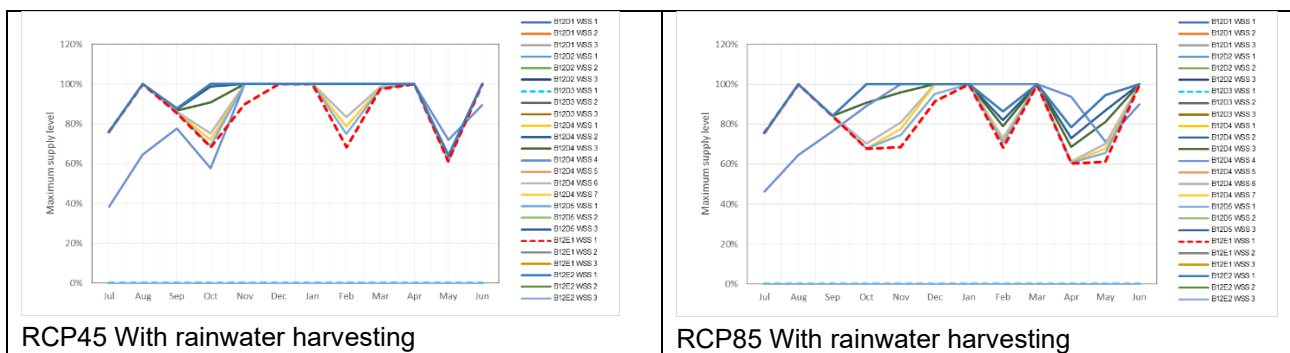 120%
100%
80%
60%
40%
20%
0%
Maximum supply level
Jul Aug Sep Oct Nov Dec Jan Feb Mar Apr May Jun
B12D1 WSS 1
B12D1 WSS 2
B12D1 WSS 3
B12D2 WSS 1
B12D2 WSS 2
B12D2 WSS 3
B12D3 WSS 1
B12D3 WSS 2
B12D3 WSS 3
B12D4 WSS 1
B12D4 WSS 2
B12D4 WSS 3
B12D4 WSS 4
B12D4 WSS 5
B12D4 WSS 6
B12D4 WSS 7
B12D5 WSS 1
B12D5 WSS 2
B12D5 WSS 3
B12E1 WSS 1
B12E1 WSS 2
B12E1 WSS 3
B12E2 WSS 1
B12E2 WSS 2
B12E2 WSS 3
RCP45 With rainwater harvesting
120%
100%
80%
60%
40%
20%
0%
Maximum supply level
Jul Aug Sep Oct Nov Dec Jan Feb Mar Apr May Jun
B12D1 WSS 1
B12D1 WSS 2
B12D1 WSS 3
B12D2 WSS 1
B12D2 WSS 2
B12D2 WSS 3
B12D3 WSS 1
B12D3 WSS 2
B12D3 WSS 3
B12D4 WSS 1
B12D4 WSS 2
B12D4 WSS 3
B12D4 WSS 4
B12D4 WSS 5
B12D4 WSS 6
B12D4 WSS 7
B12D5 WSS 1
B12D5 WSS 2
B12D5 WSS 3
B12E1 WSS 1
B12E1 WSS 2
B12E1 WSS 3
B12E2 WSS 1
B12E2 WSS 2
B12E2 WSS 3
RCP85 With rainwater harvesting